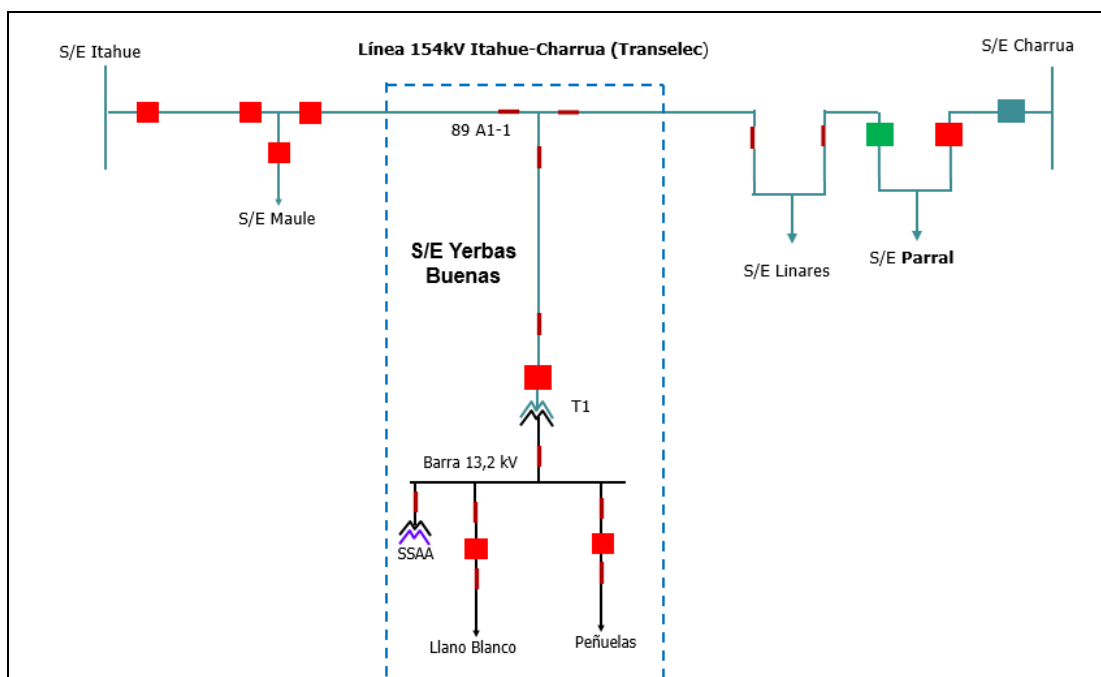 Línea 154kV Itahue-Charrua (Transelec)
S/E Itahue
S/E Charrua
89 A1-1
S/E Maule
S/E Yerbas
Buenas
S/E Linares
S/E Parral
T1
Barra 13,2 kV
SSAA
Llano Blanco
Peñuelas